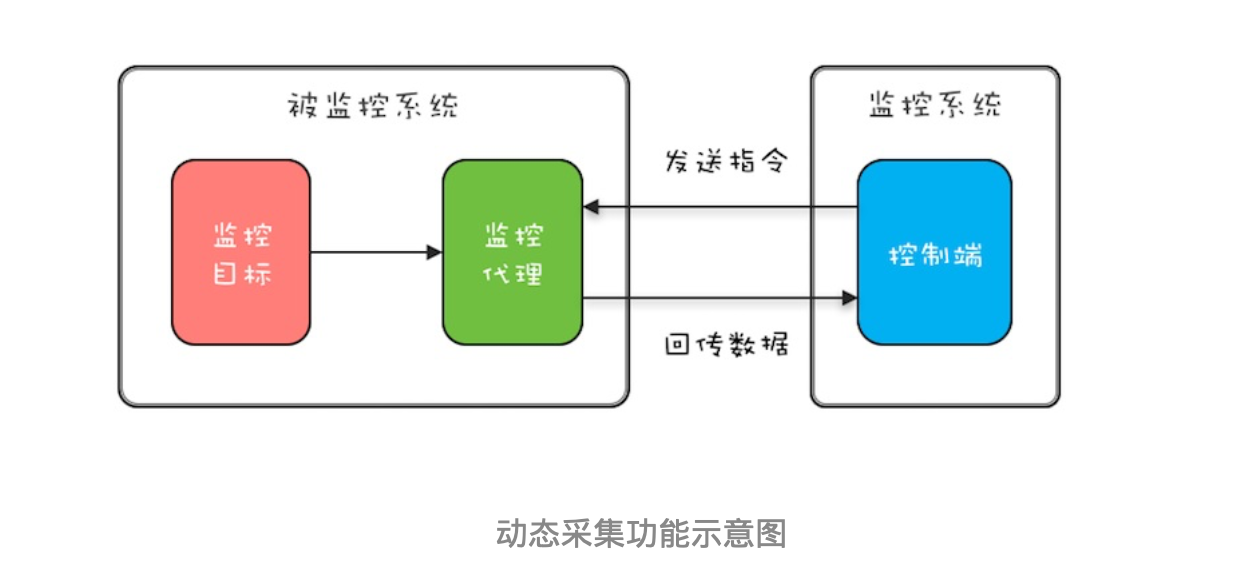 被监控系统
监控系统
监控
目标
监控
代理
发送指令
控制端
回传数据
动态采集功能示意图